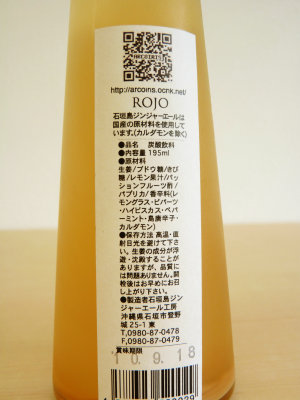 http://arcoins.ocnk.net/
ROJO
石垣島ジンジャーエールは
国産の原材料を使用して
います。(カルダモンを除く)
●品名 炭酸飲料
●内容量 195ml
●原材料
生姜/ブドウ糖/きび
糖/レモン果汁/パッ
ションフルーツ酢/
パプリカ/香辛料(レ
モングラス・ピパーツ
・ハイビスカス・ペパ
ーミント・島唐辛子・
カルダモン)
●保存方法 高温・直
射日光を避けて下さ
い。生姜の成分が浮
遊・沈殿することが
ありますが、品質に
は問題ありません。開
栓後はお早めにお召
し上がり下さい。
●製造者石垣島ジン
ジャーエール工房
沖縄県石垣市登野
城25-1 東
T,0980-87-0478
F,0980-87-0479
賞味期限
10.9.18